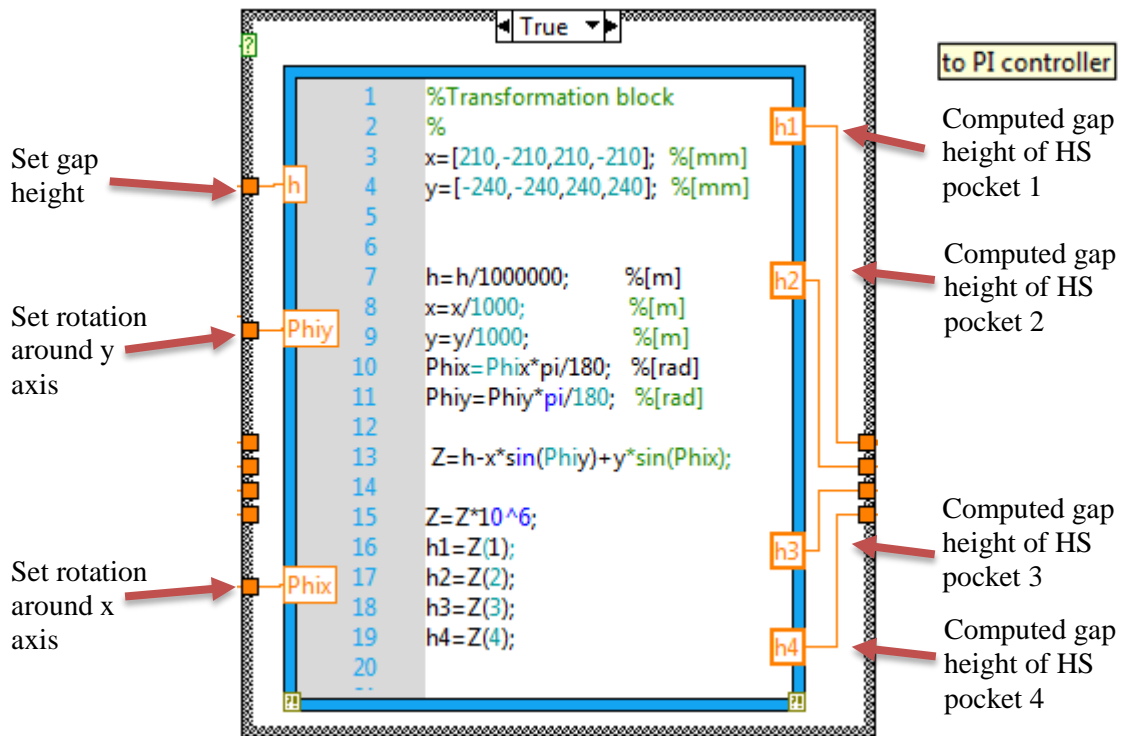 True
?
to PI controller
Set gap
height
h
Set rotation
around y
axis
Phiy
Set rotation
around x
axis
Phix
1 %Transformation block
2 %
3 x=[210,-210,210,-210]; %[mm]
4 y=[-240,-240,240,240]; %[mm]
5
6
7 h=h/1000000; %[m]
8 x=x/1000; %[m]
9 y=y/1000; %[m]
10 Phix=Phix*pi/180; %[rad]
11 Phiy=Phiy*pi/180; %[rad]
12
13 Z=h-x*sin(Phiy)+y*sin(Phix);
14
15 Z=Z*10^6;
16 h1=Z(1);
17 h2=Z(2);
18 h3=Z(3);
19 h4=Z(4);
20
h1
h2
h3
h4
?!
?!
Computed gap
height of HS
pocket 1
Computed gap
height of HS
pocket 2
Computed gap
height of HS
pocket 3
Computed gap
height of HS
pocket 4